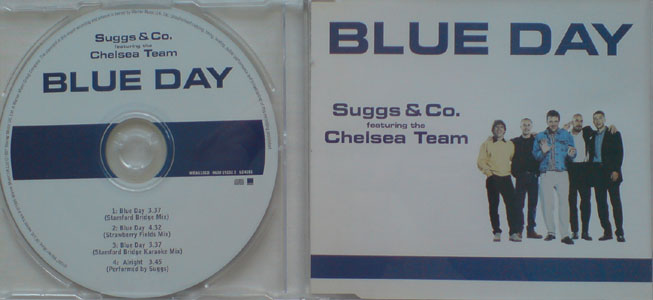 Suggs & Co.
featuring the
Chelsea Team
BLUE DAY
1: Blue Day 3.37
(Stamford Bridge Mix)
2: Blue Day 4.32
(Strawberry Fields Mix)
3: Blue Day 3.37
(Stamford Bridge Karaoke Mix)
4: Alright 3.45
(Performed by Suggs)
BLUE DAY
Suggs & Co.
featuring the
Chelsea Team